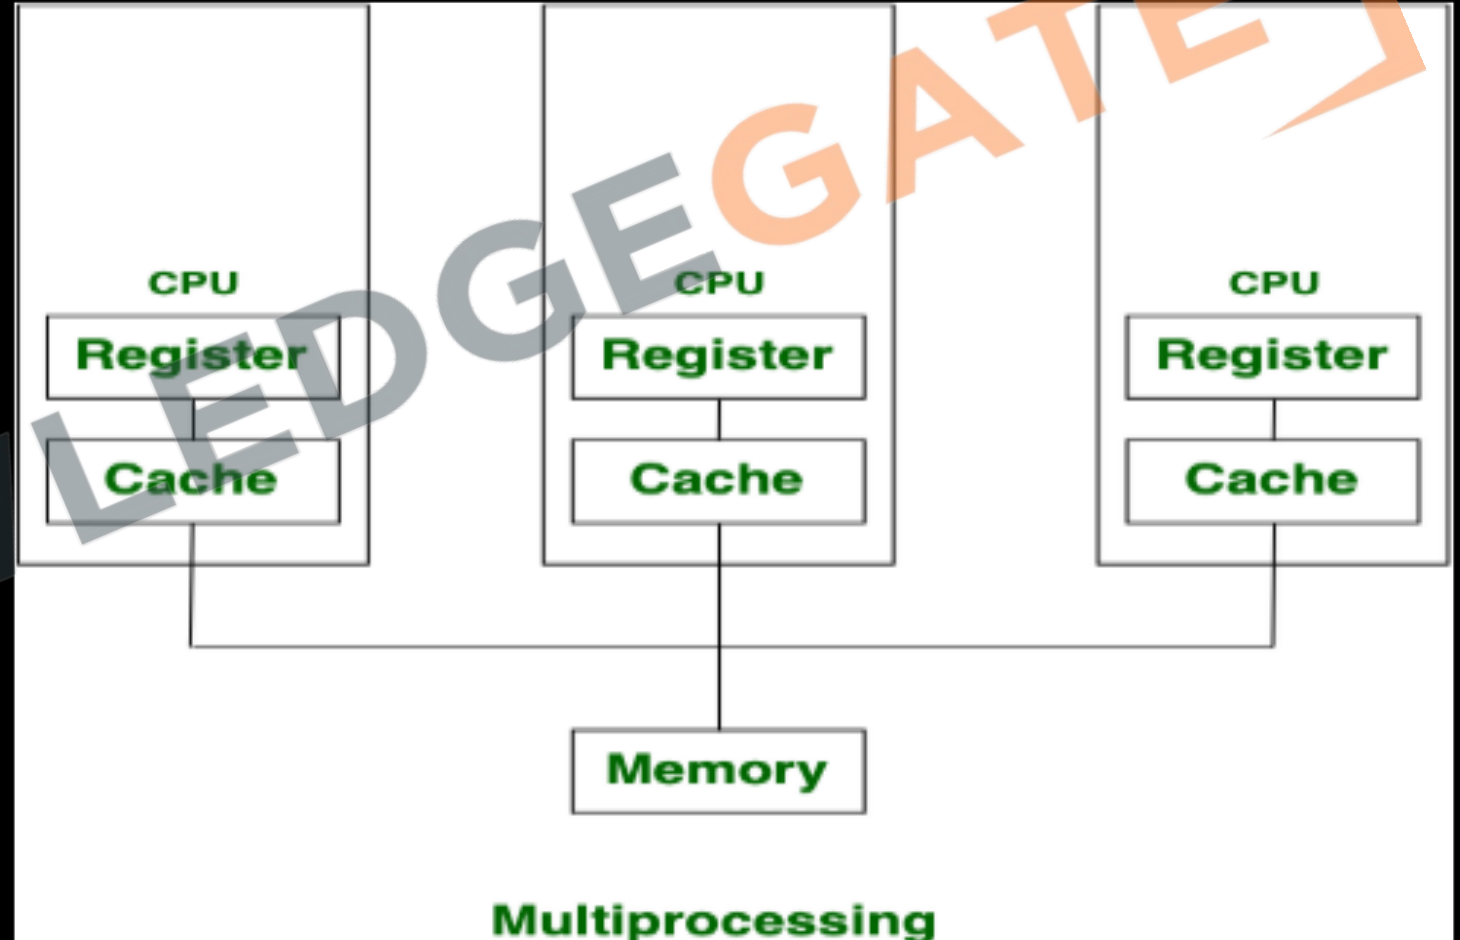 CPU CPU CPU
Register Register Register
Cache Cache Cache
Memory
Multiprocessing
LEDGEGATE]